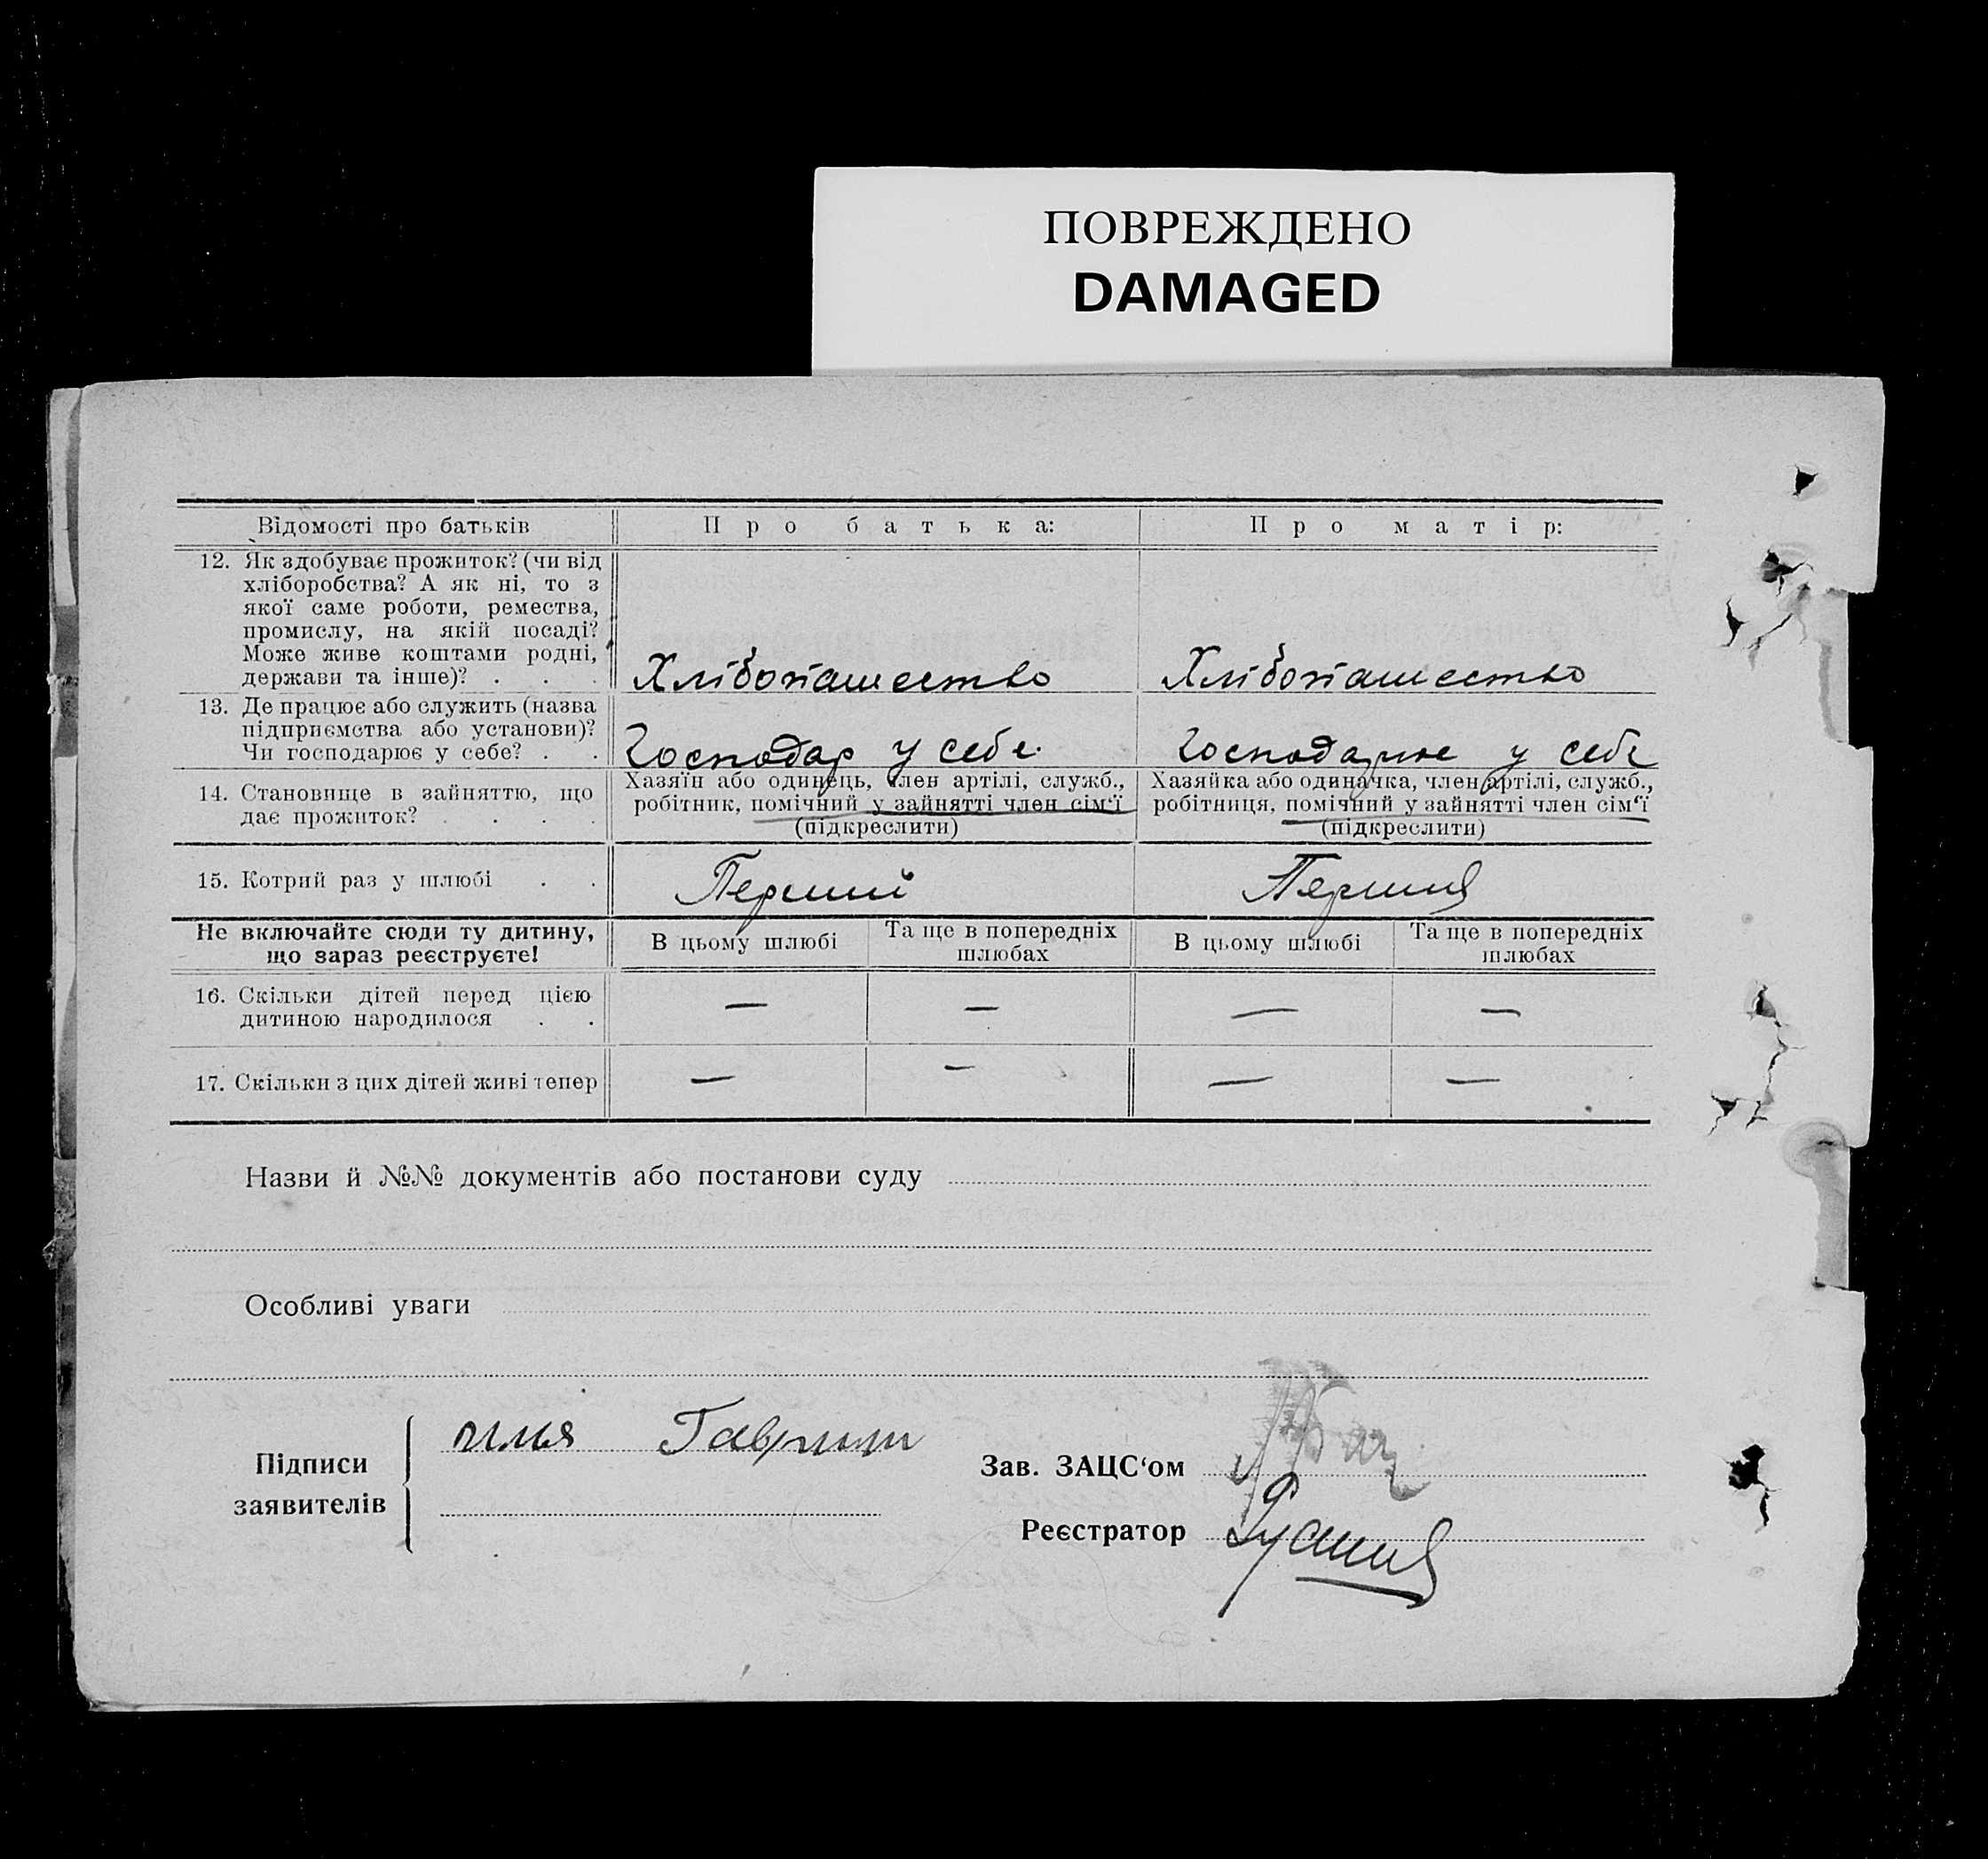 ПОВРЕЖДЕНО
DAMAGED
Відомості про батьків
Про батька:
Про матір:
12. Як здобуває прожиток? (чи від
хліборобства? А як ні, то з
якої саме роботи, ремества,
промислу, на якій посаді?
Може живе коштами родні,
держави та інше)? . . .
Хлібопашество
Хлібопашество
13. Де працює або служить (назва
підприємства або установи)?
Чи господарює у себе? . .
Господар у себе.
Господарює у себе
14. Становище в зайняттю, що
дає прожиток? . . . .
Хазяїн або одинець, член артілі, служб.,
робітник, помічний у зайнятті член сім'ї
(підкреслити)
Хазяйка або одиначка, член артілі, служб.,
робітниця, помічний у зайнятті член сім'ї
(підкреслити)
15. Котрий раз у шлюбі . .
Перший
Не включайте сюди ту дитину,
що зараз реєструєте!
В цьому шлюбі
Та ще в попередніх
шлюбах
В цьому шлюбі
Та ще в попередніх
шлюбах
16. Скільки дітей перед цією
дитиною народилося . .
— — — —
17. Скільки з цих дітей живі тепер
— — — —
Назви й №№ документів або постанови суду
Особливі уваги
Підписи
заявителів
илья Гавриш
Зав. ЗАЦС'ом
Реєстратор